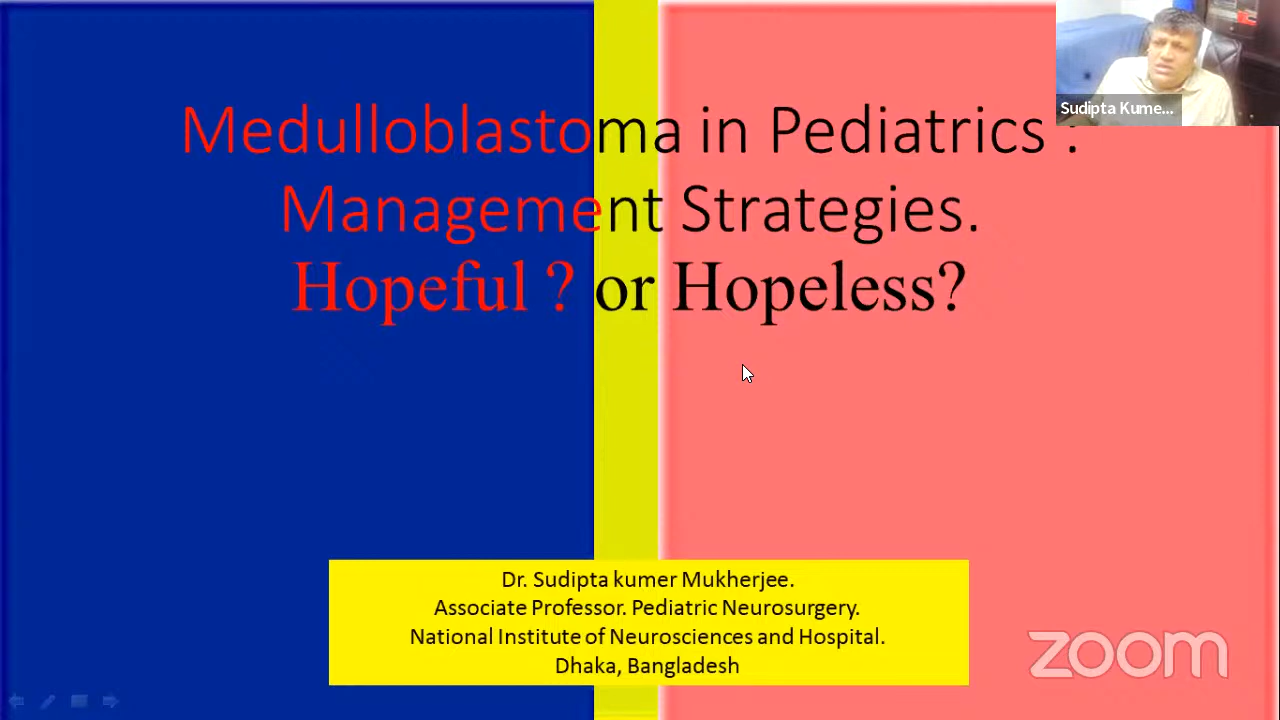 Medulloblastoma in Pediatrics :
Management Strategies.
Hopeful ? or Hopeless?
Sudipta Kume...
Dr. Sudipta kumer Mukherjee.
Associate Professor. Pediatric Neurosurgery.
National Institute of Neurosciences and Hospital.
Dhaka, Bangladesh
zoom